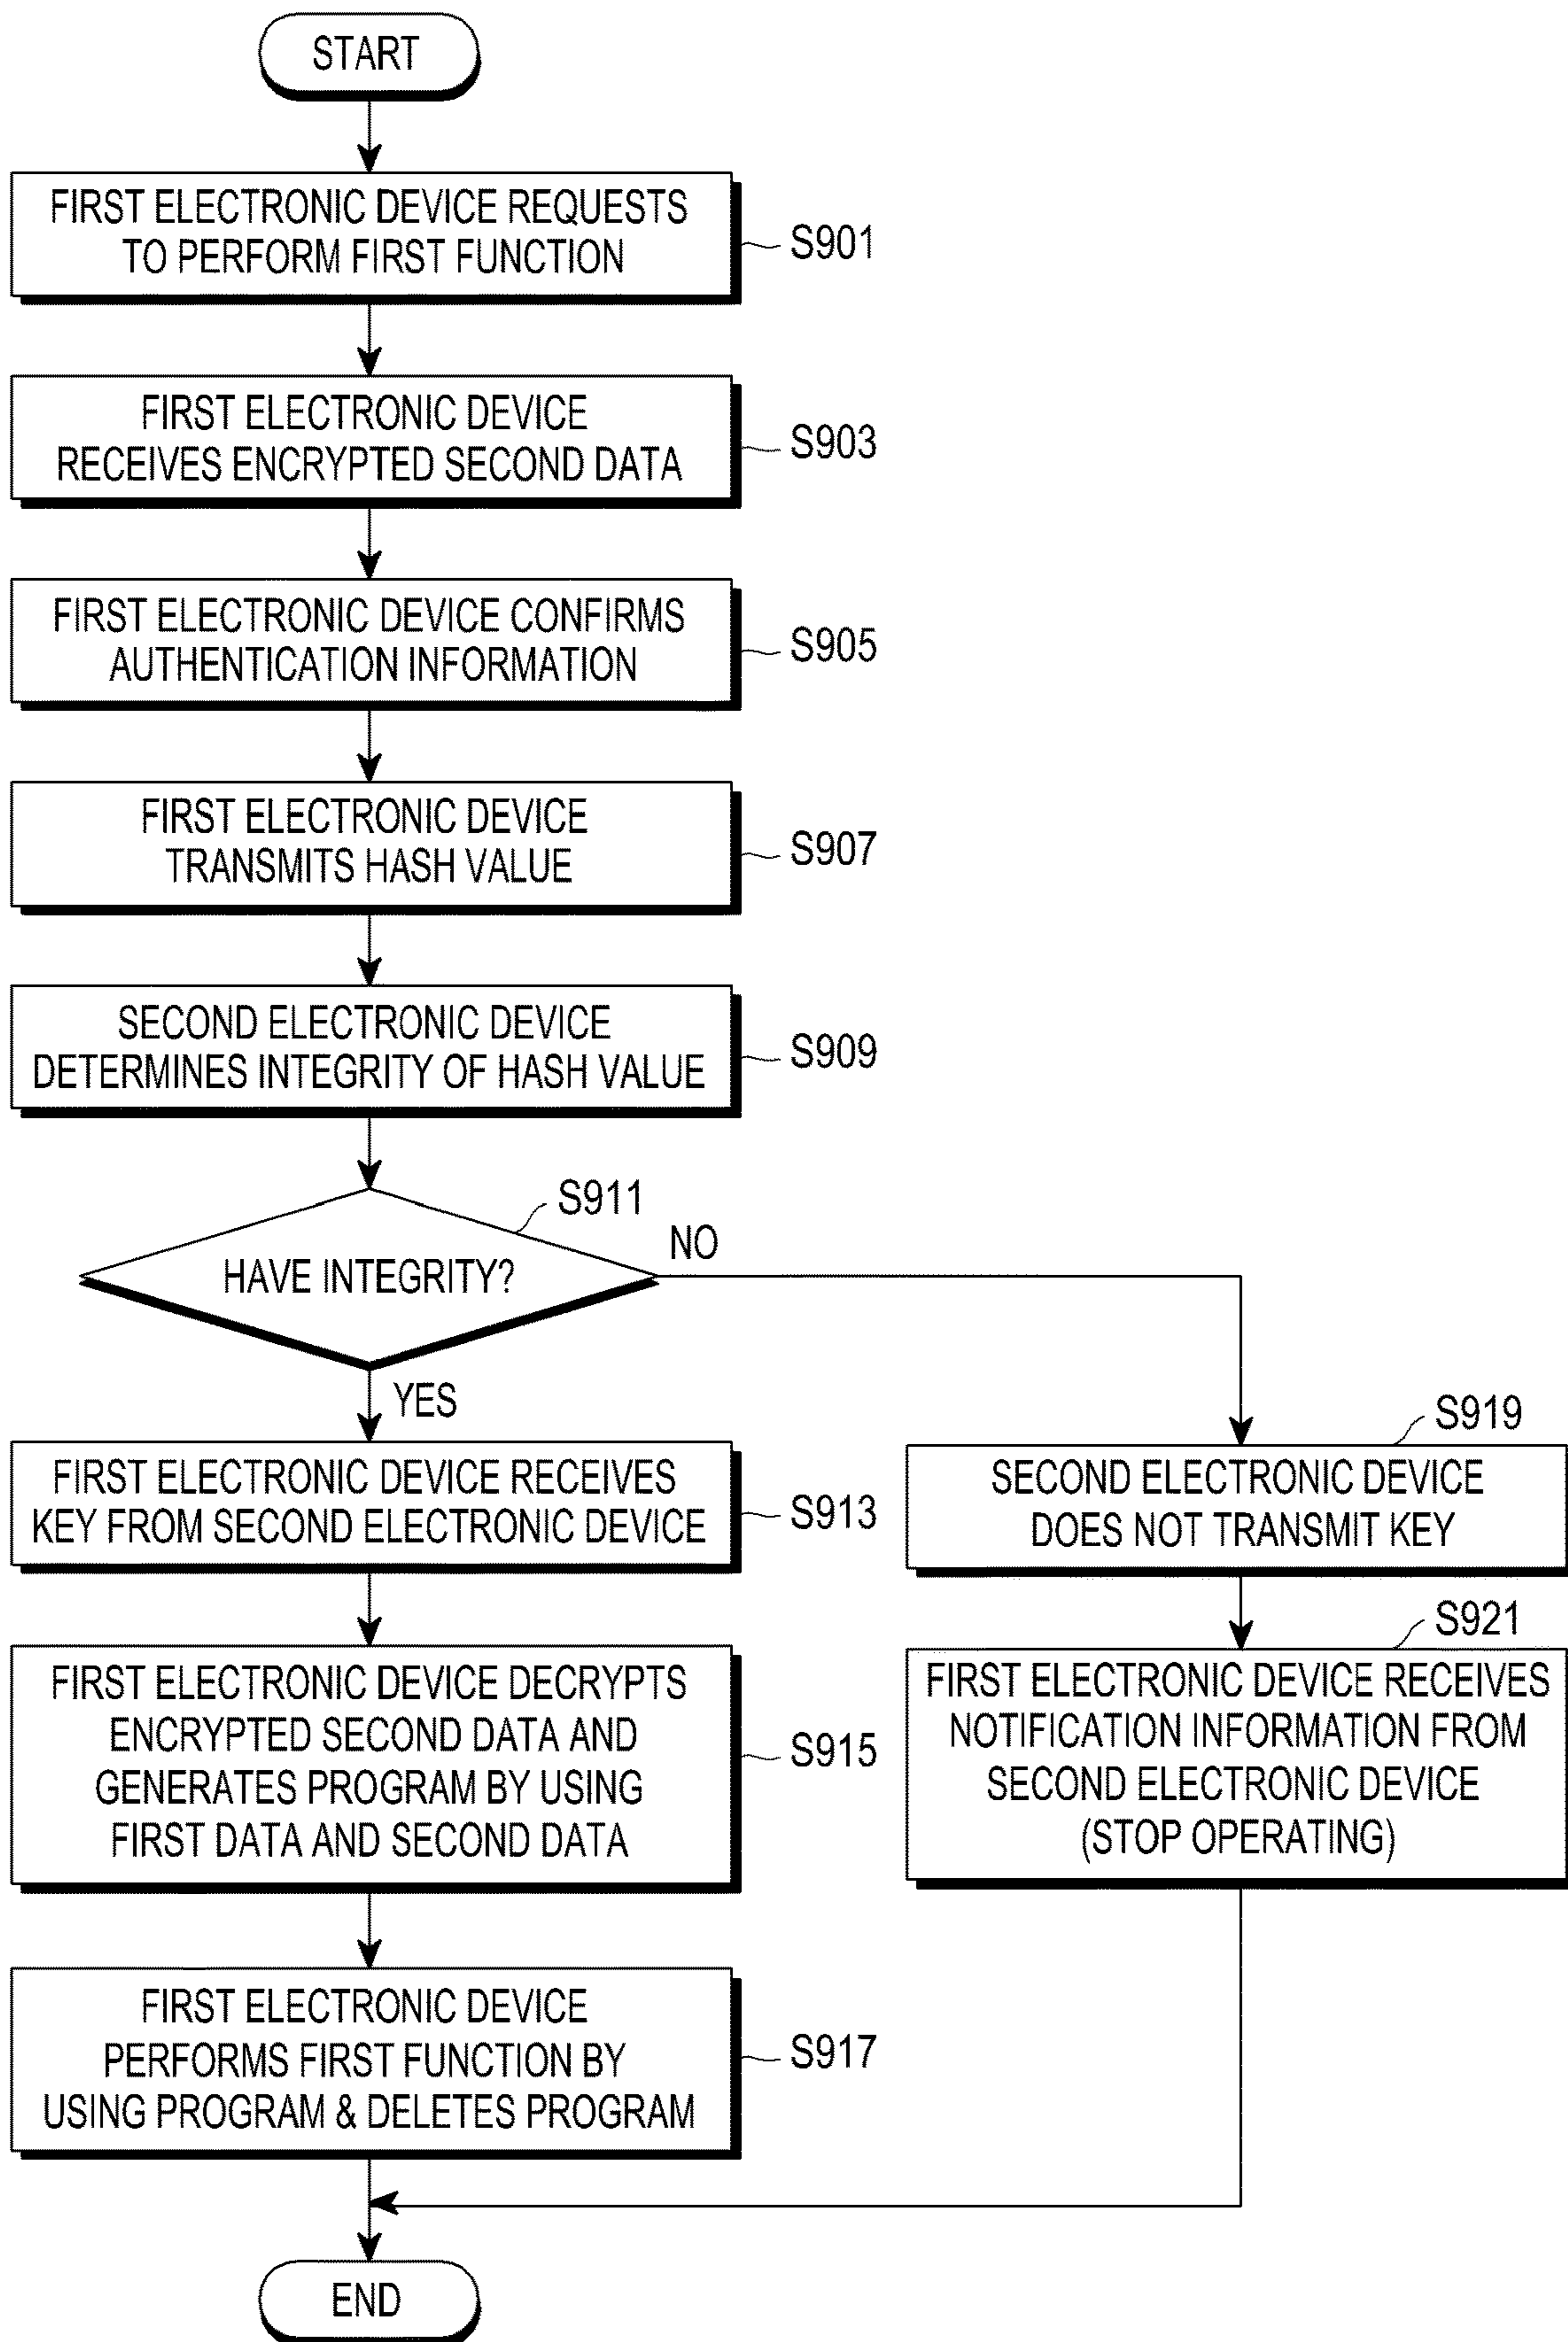 START
FIRST ELECTRONIC DEVICE REQUESTS
TO PERFORM FIRST FUNCTION
S901
FIRST ELECTRONIC DEVICE
RECEIVES ENCRYPTED SECOND DATA
S903
FIRST ELECTRONIC DEVICE CONFIRMS
AUTHENTICATION INFORMATION
S905
FIRST ELECTRONIC DEVICE
TRANSMITS HASH VALUE
S907
SECOND ELECTRONIC DEVICE
DETERMINES INTEGRITY OF HASH VALUE
S909
S911
HAVE INTEGRITY?
NO
YES
FIRST ELECTRONIC DEVICE RECEIVES
KEY FROM SECOND ELECTRONIC DEVICE
S913
FIRST ELECTRONIC DEVICE DECRYPTS
ENCRYPTED SECOND DATA AND
GENERATES PROGRAM BY USING
FIRST DATA AND SECOND DATA
S915
FIRST ELECTRONIC DEVICE
PERFORMS FIRST FUNCTION BY
USING PROGRAM & DELETES PROGRAM
S917
S919
SECOND ELECTRONIC DEVICE
DOES NOT TRANSMIT KEY
S921
FIRST ELECTRONIC DEVICE RECEIVES
NOTIFICATION INFORMATION FROM
SECOND ELECTRONIC DEVICE
(STOP OPERATING)
END